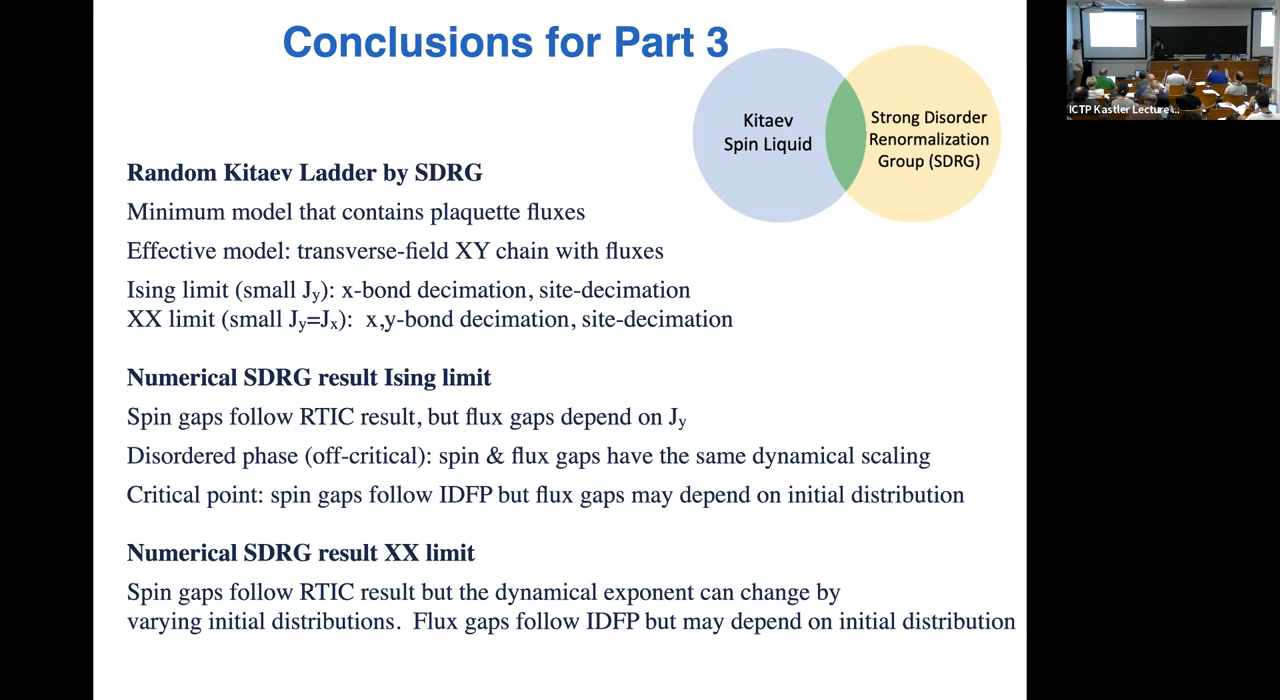 Conclusions for Part 3
Kitaev
Spin Liquid
Strong Disorder
Renormalization
Group (SDRG)
Random Kitaev Ladder by SDRG
Minimum model that contains plaquette fluxes
Effective model: transverse-field XY chain with fluxes
Ising limit (small Jy): x-bond decimation, site-decimation
XX limit (small Jy=Jx): x,y-bond decimation, site-decimation
Numerical SDRG result Ising limit
Spin gaps follow RTIC result, but flux gaps depend on Jy
Disordered phase (off-critical): spin & flux gaps have the same dynamical scaling
Critical point: spin gaps follow IDFP but flux gaps may depend on initial distribution
Numerical SDRG result XX limit
Spin gaps follow RTIC result but the dynamical exponent can change by
varying initial distributions. Flux gaps follow IDFP but may depend on initial distribution
ICTP Kastler Lecture ...